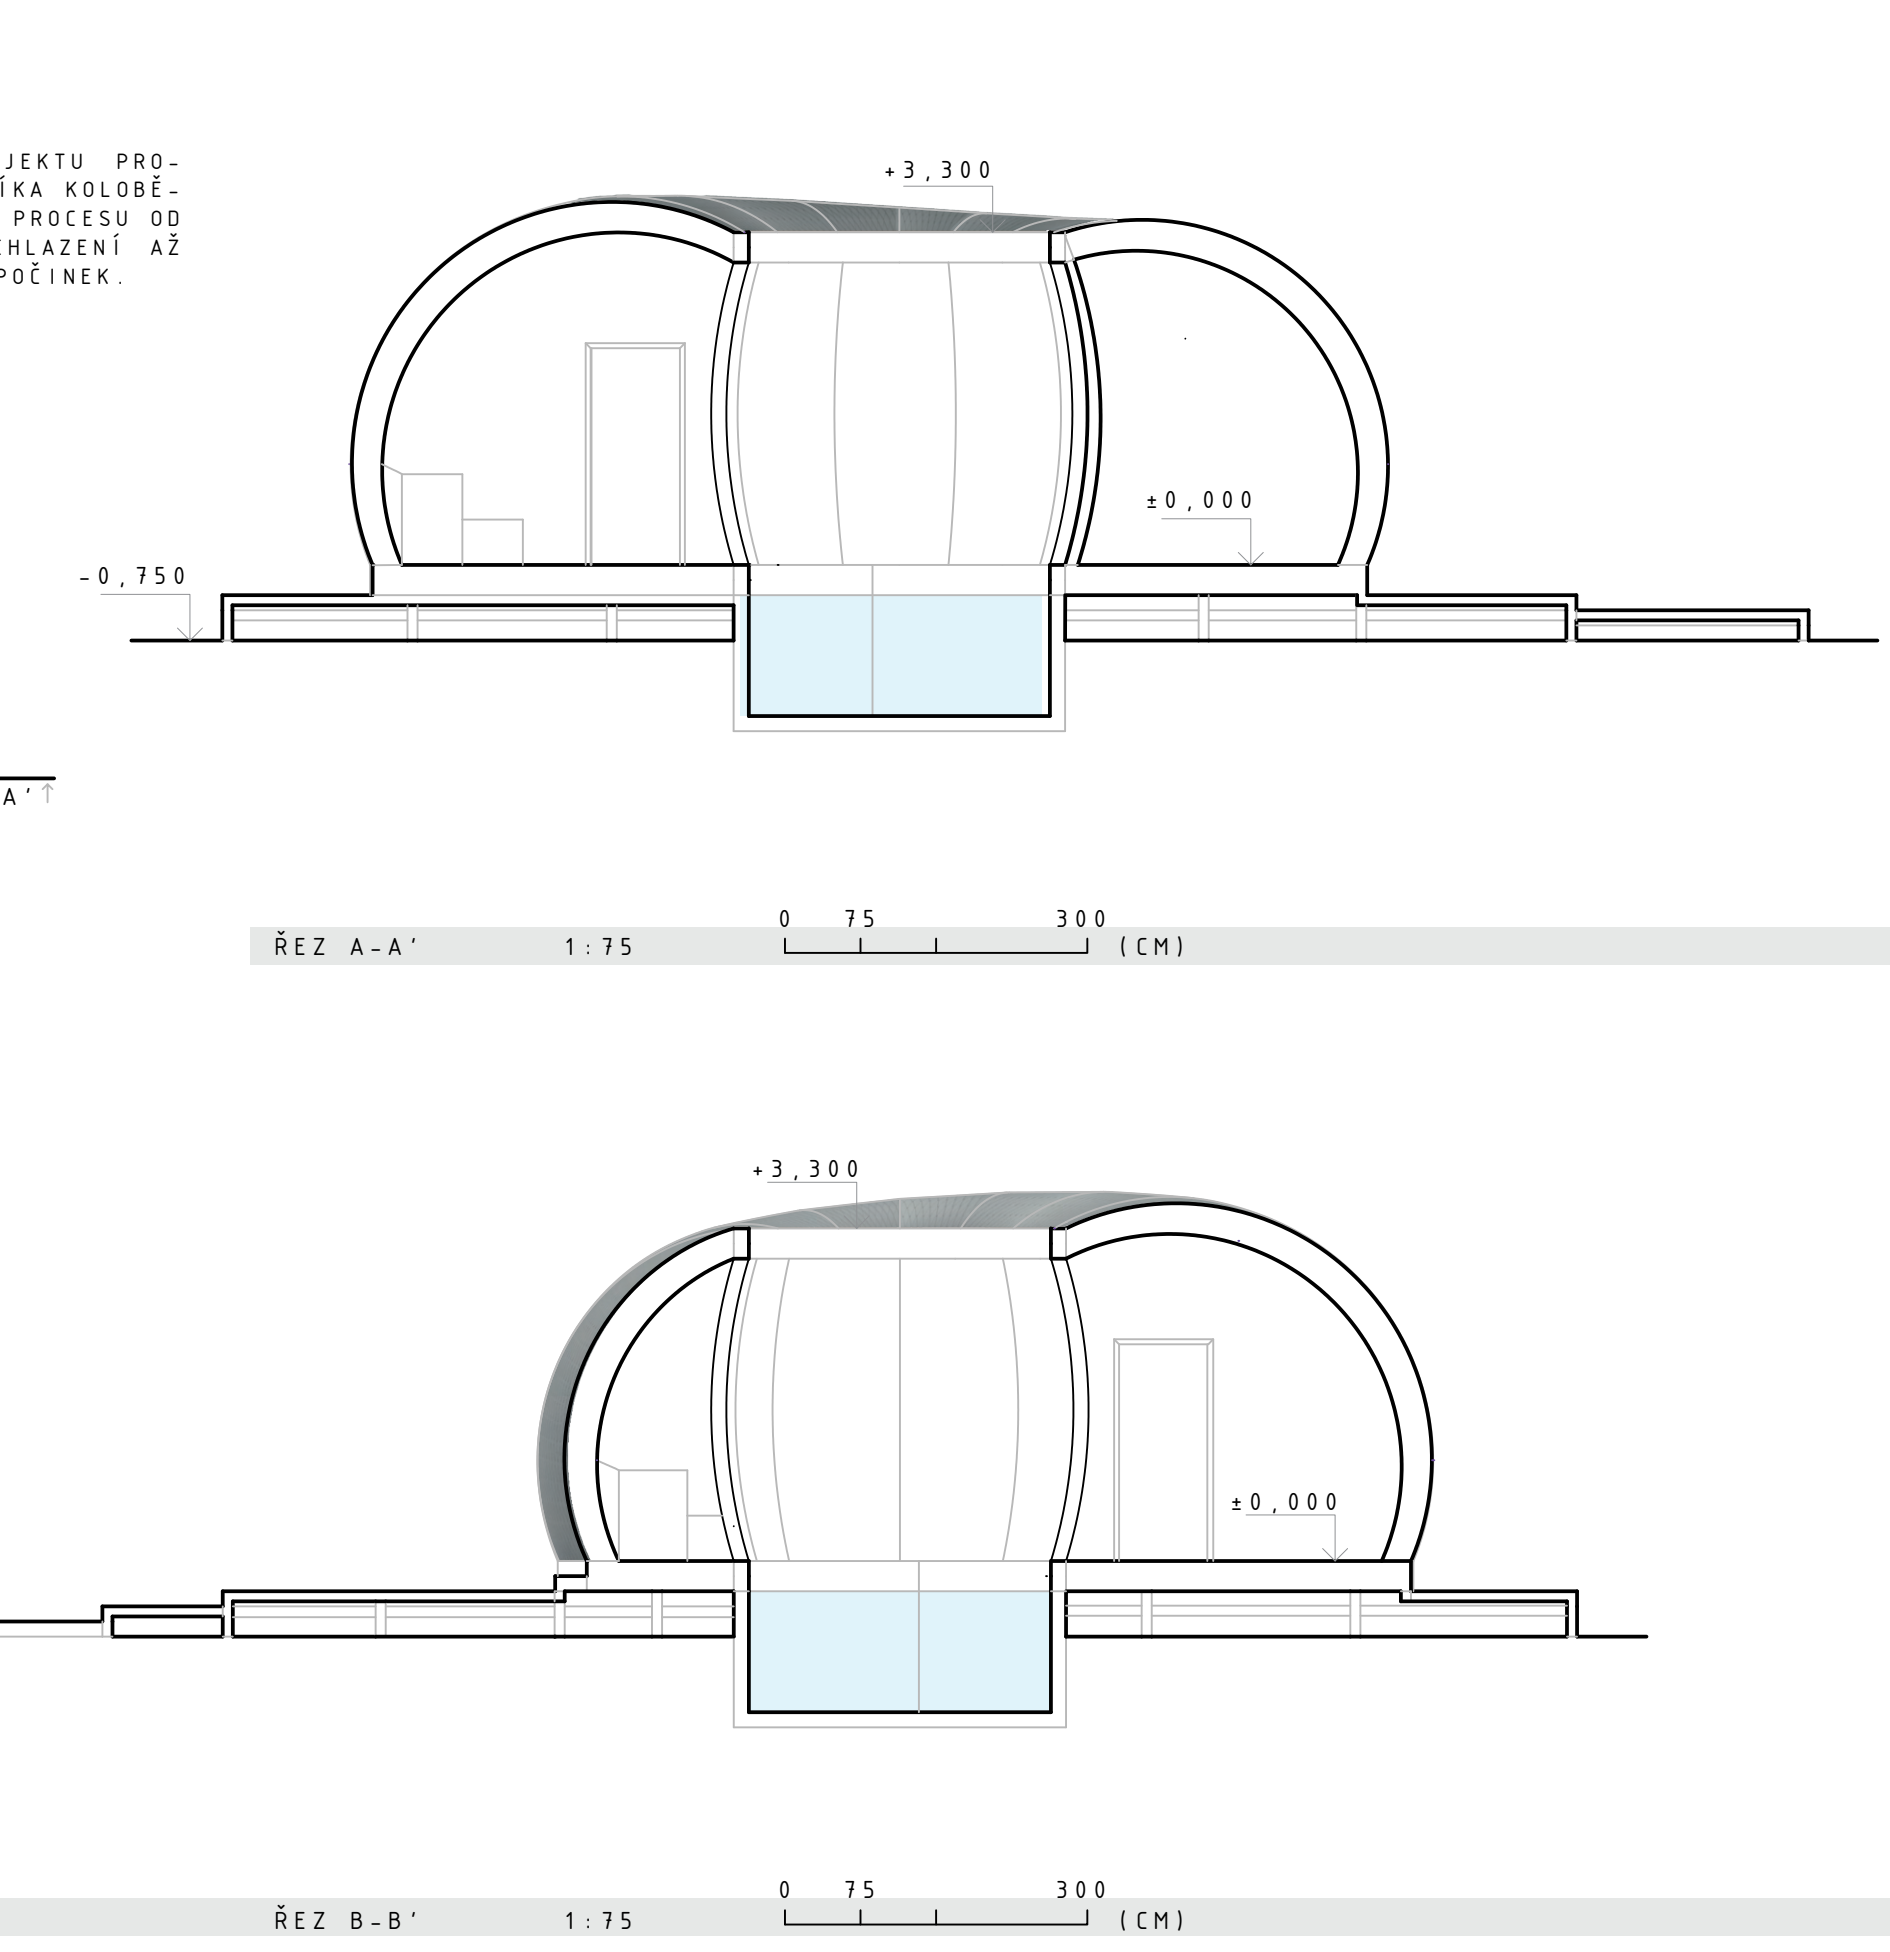 JEKTU PRO-
ÍKA KOLOBĚ-
PROCESU OD
EHLAZENÍ AŽ
POČINEK.
+3,300
±0,000
-0,750
A'
0 75 300
ŘEZ A-A' 1:75 (CM)
+3,300
±0,000
0 75 300
ŘEZ B-B' 1:75 (CM)